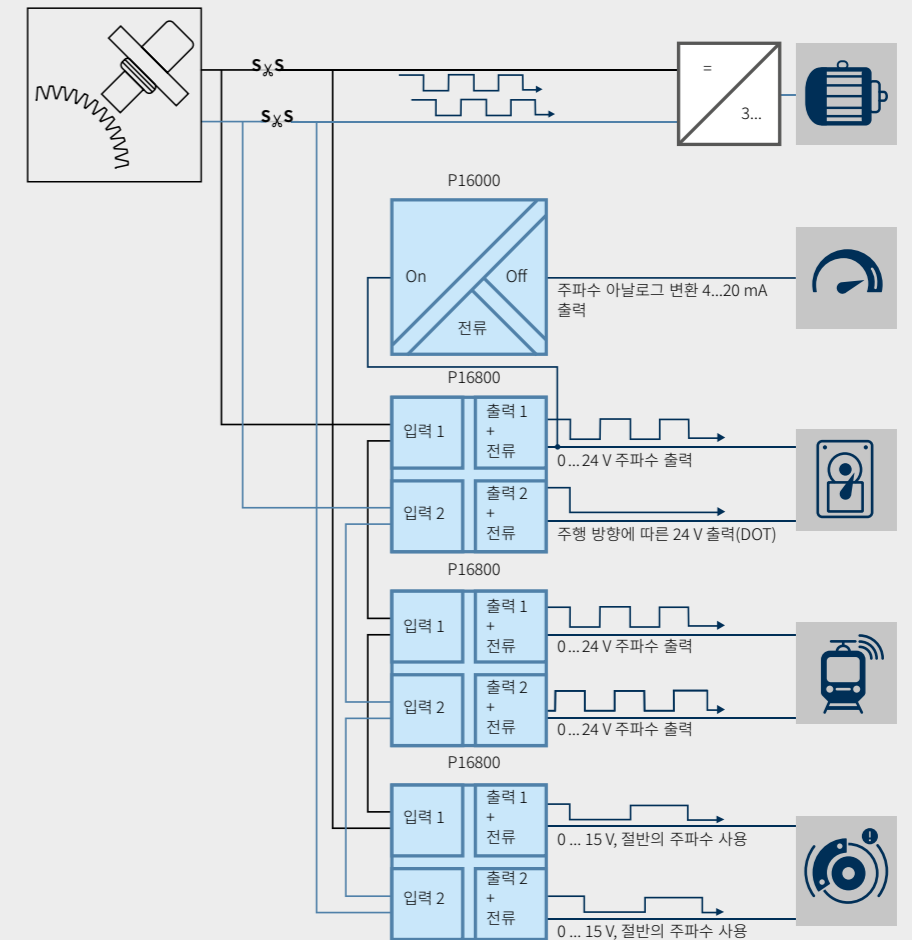 S S
S S
=
3...
P16000
On
Off
전류
주파수 아날로그 변환 4...20 mA
출력
P16800
입력 1
출력 1
+
전류
0...24 V 주파수 출력
입력 2
출력 2
+
전류
주행 방향에 따른 24 V 출력(DOT)
P16800
입력 1
출력 1
+
전류
0...24 V 주파수 출력
입력 2
출력 2
+
전류
0...24 V 주파수 출력
P16800
입력 1
출력 1
+
전류
0 ... 15 V, 절반의 주파수 사용
입력 2
출력 2
+
전류
0 ... 15 V, 절반의 주파수 사용